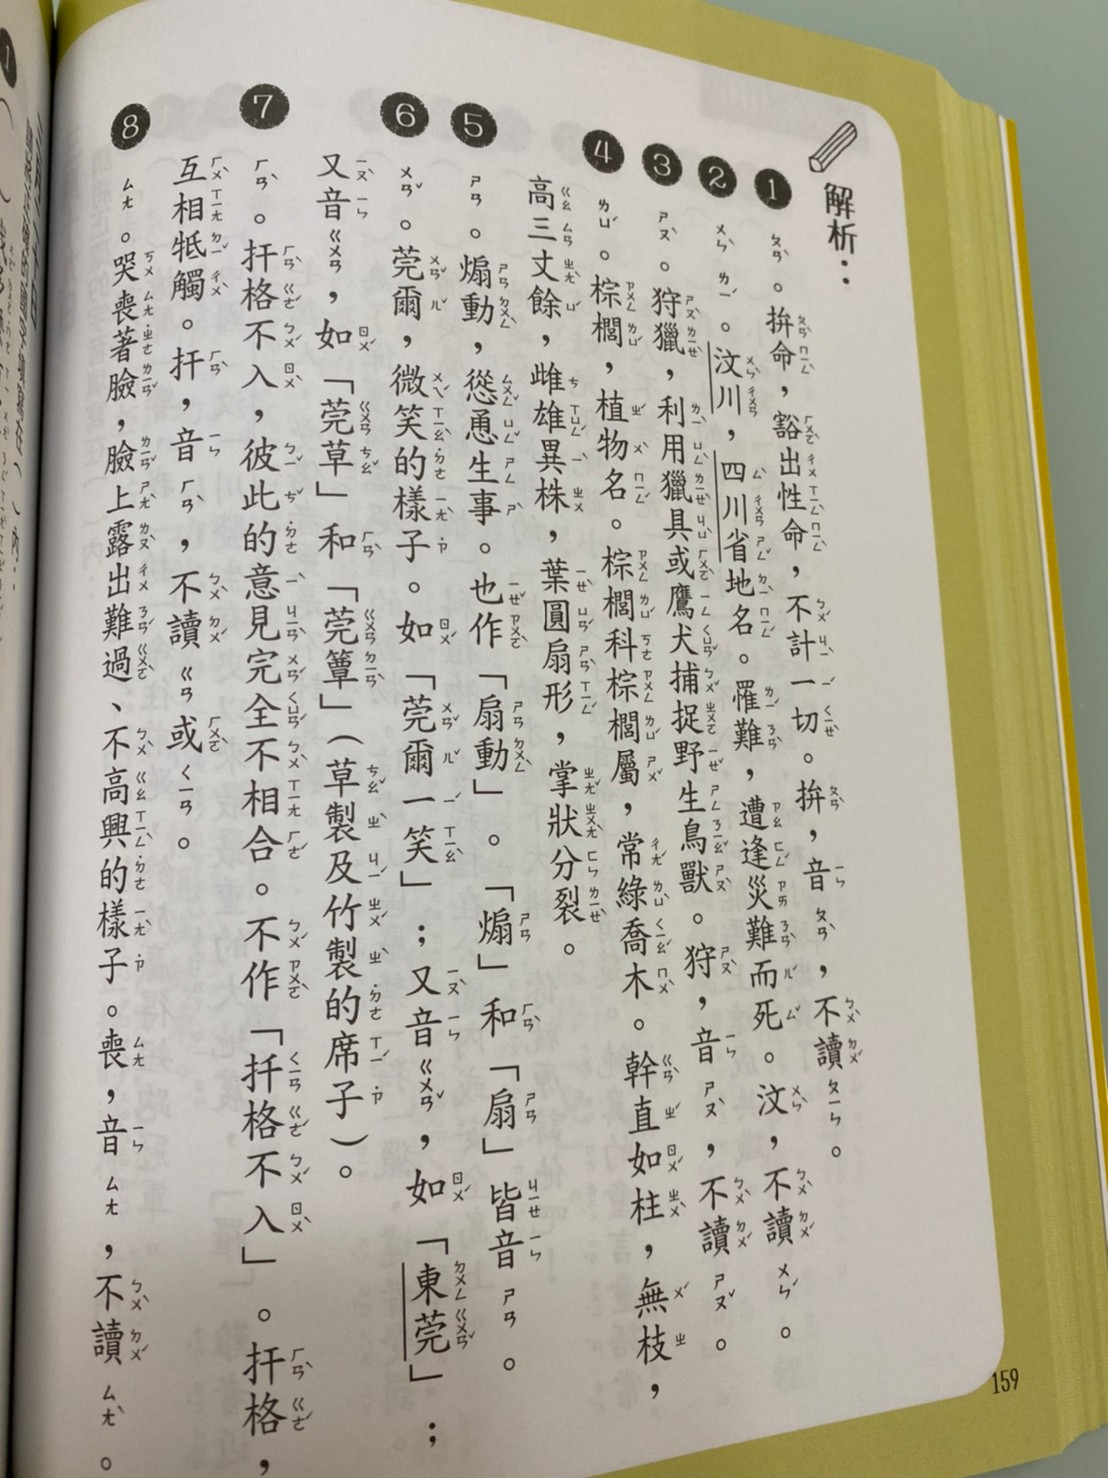 解析：
1 ㄆㄢˋ。拚命，豁出性命，不計一切。拚，音ㄆㄢˋ，不讀ㄆㄧㄣ。
2 ㄨㄣˋ ㄌㄧˊ。汶川，四川省地名。罹難，遭逢災難而死。汶，不讀ㄨㄣˊ。
3 ㄕㄡˋ。狩獵，利用獵具或鷹犬捕捉野生鳥獸。狩，音ㄕㄡˋ，不讀ㄕㄡˇ。
4 ㄌㄩˊ。棕櫚，植物名。棕櫚科棕櫚屬，常綠喬木。幹直如柱，無枝，
高三丈餘，雌雄異株，葉圓扇形，掌狀分裂。
5 ㄕㄢ。煽動，慫恿生事。也作「扇動」。「煽」和「扇」皆音ㄕㄢ。
6 ㄨㄢˇ。莞爾，微笑的樣子。如「莞爾一笑」；又音ㄍㄨㄢˇ，如「東莞」；
又音ㄍㄨㄢ，如「莞草」和「莞簟」（草製及竹製的席子）。
7 ㄏㄢˋ。扞格不入，彼此的意見完全不相合。不作「扦格不入」。扞格，
互相牴觸。扞，音ㄏㄢˋ，不讀ㄍㄢ或ㄑㄧㄢ。
8 ㄙㄤ。哭喪著臉，臉上露出難過、不高興的樣子。喪，音ㄙㄤ，不讀ㄙㄤˋ。
159